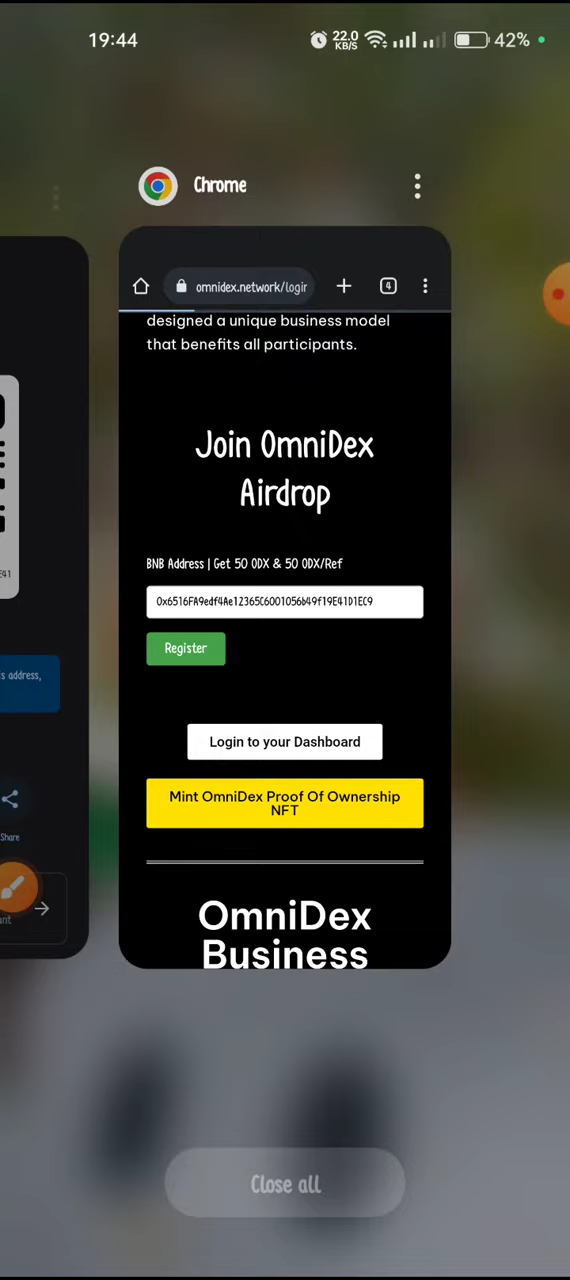 19:44
22.0
KB/S
42%
Chrome
omnidex.network/logir
4
designed a unique business model
that benefits all participants.
Join OmniDex
Airdrop
E41
BNB Address | Get 50 ODX & 50 ODX/Ref
0x6516FA9edf4Ae12365C6001056b49f19E41D1EC9
Register
s address,
Login to your Dashboard
Mint OmniDex Proof Of Ownership
NFT
Share
OmniDex
Business
Close all